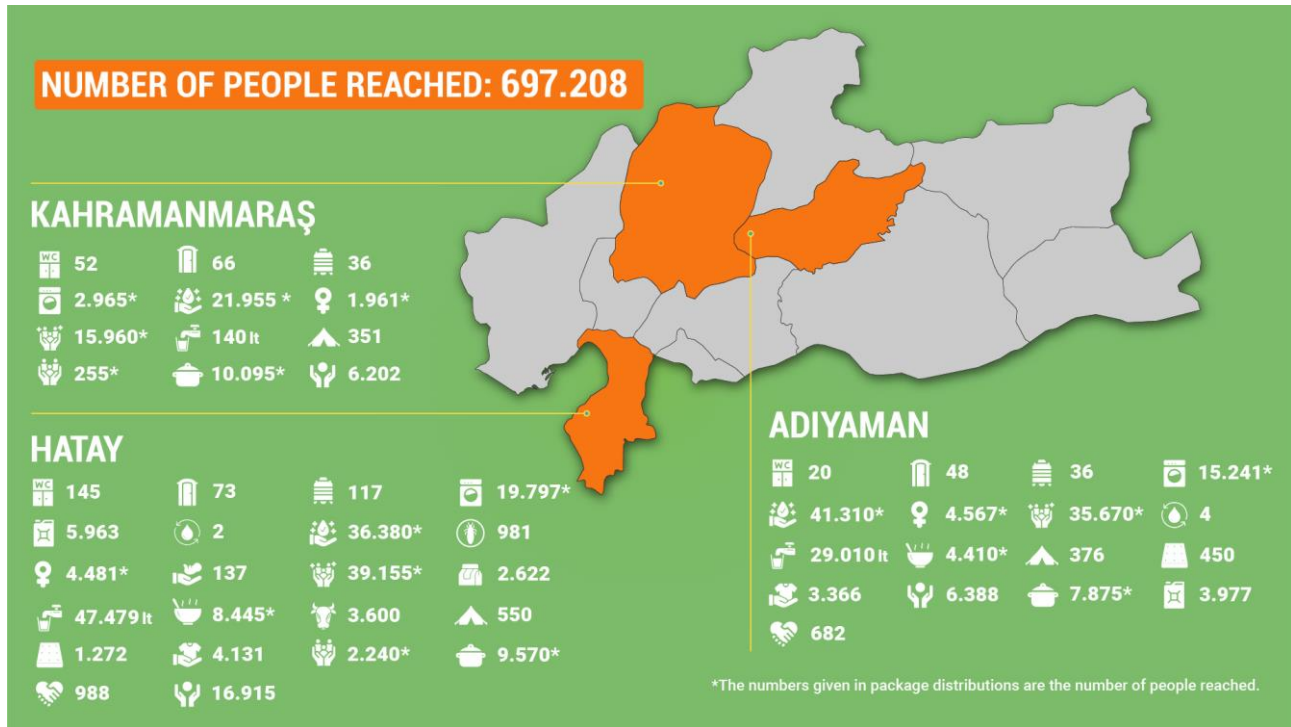 NUMBER OF PEOPLE REACHED: 697.208
KAHRAMANMARAŞ
WC 52 66 36
2.965* 21.955 * 1.961*
15.960* 140 lt 351
255* 10.095* 6.202
HATAY
WC 145 73 117 19.797*
5.963 2 36.380* 981
4.481* 137 39.155* 2.622
47.479 lt 8.445* 3.600 550
1.272 4.131 2.240* 9.570*
988 16.915
ADIYAMAN
WC 20 48 36 15.241*
41.310* 4.567* 35.670* 4
29.010 lt 4.410* 376 450
3.366 6.388 7.875* 3.977
682
*The numbers given in package distributions are the number of people reached.